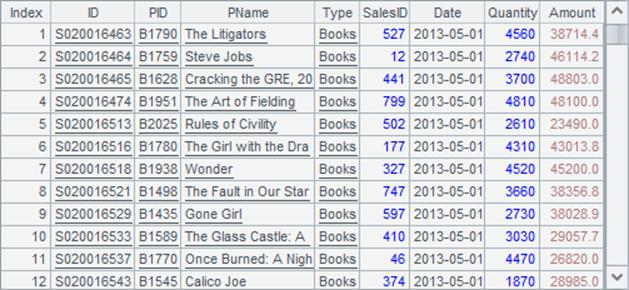 Index ID PID PName Type SalesID Date Quantity Amount
1 S020016463 B1790 The Litigators Books 527 2013-05-01 4560 38714.4
2 S020016464 B1759 Steve Jobs Books 12 2013-05-01 2740 46114.2
3 S020016465 B1628 Cracking the GRE, 20 Books 441 2013-05-01 3700 48803.0
4 S020016474 B1951 The Art of Fielding Books 799 2013-05-01 4810 48100.0
5 S020016513 B2025 Rules of Civility Books 502 2013-05-01 2610 23490.0
6 S020016516 B1780 The Girl with the Dra Books 177 2013-05-01 4310 43013.8
7 S020016518 B1938 Wonder Books 327 2013-05-01 4520 45200.0
8 S020016521 B1498 The Fault in Our Star Books 747 2013-05-01 3660 38356.8
9 S020016529 B1435 Gone Girl Books 597 2013-05-01 2730 38028.9
10 S020016533 B1589 The Glass Castle: A Books 410 2013-05-01 3030 29057.7
11 S020016537 B1770 Once Burned: A Nigh Books 46 2013-05-01 4470 26820.0
12 S020016543 B1545 Calico Joe Books 374 2013-05-01 1870 28985.0